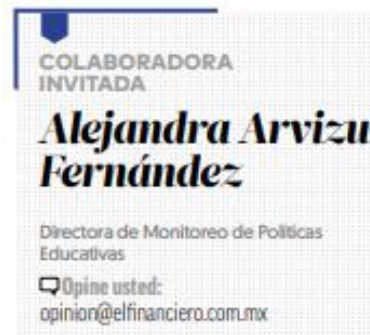 COLABORADORA
INVITADA
Alejandra Arvizu
Fernández
Directora de Monitoreo de Políticas
Educativas
Opine usted:
opinion@elfinanciero.com.mx